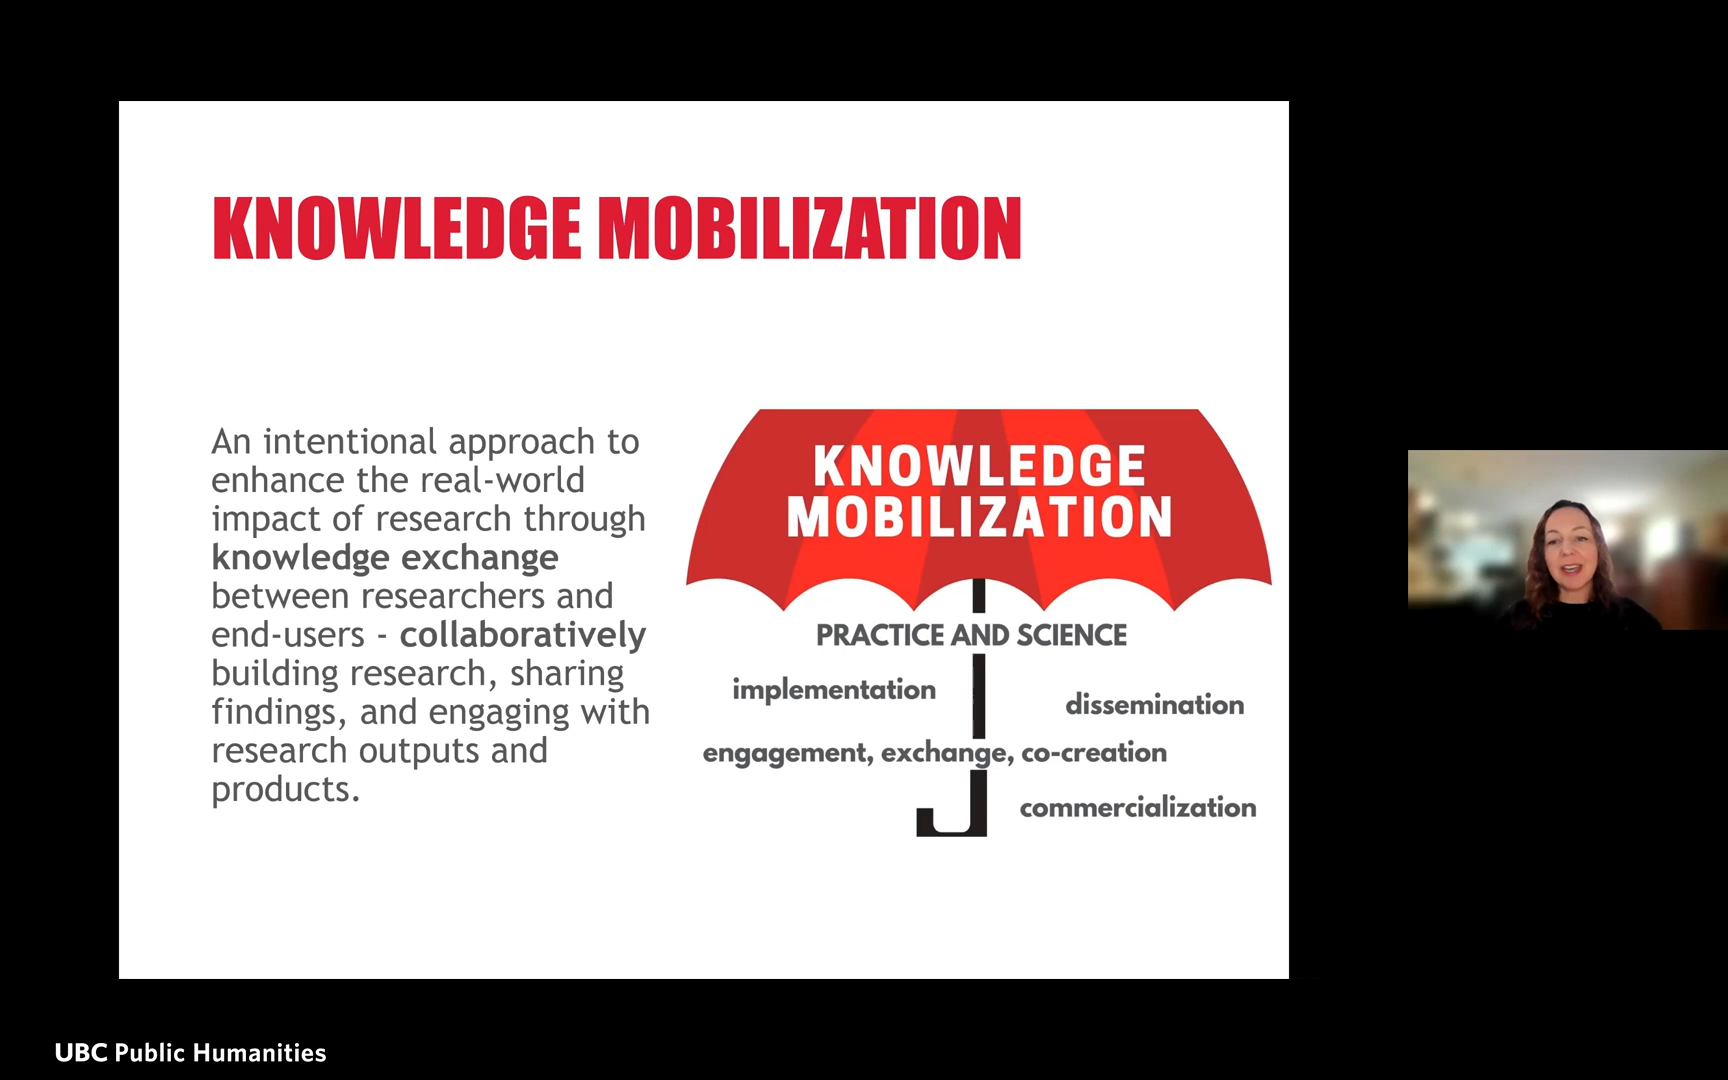 KNOWLEDGE MOBILIZATION
An intentional approach to
enhance the real-world
impact of research through
knowledge exchange
between researchers and
end-users - collaboratively
building research, sharing
findings, and engaging with
research outputs and
products.
KNOWLEDGE
MOBILIZATION
PRACTICE AND SCIENCE
implementation
dissemination
engagement, exchange, co-creation
commercialization
UBC Public Humanities